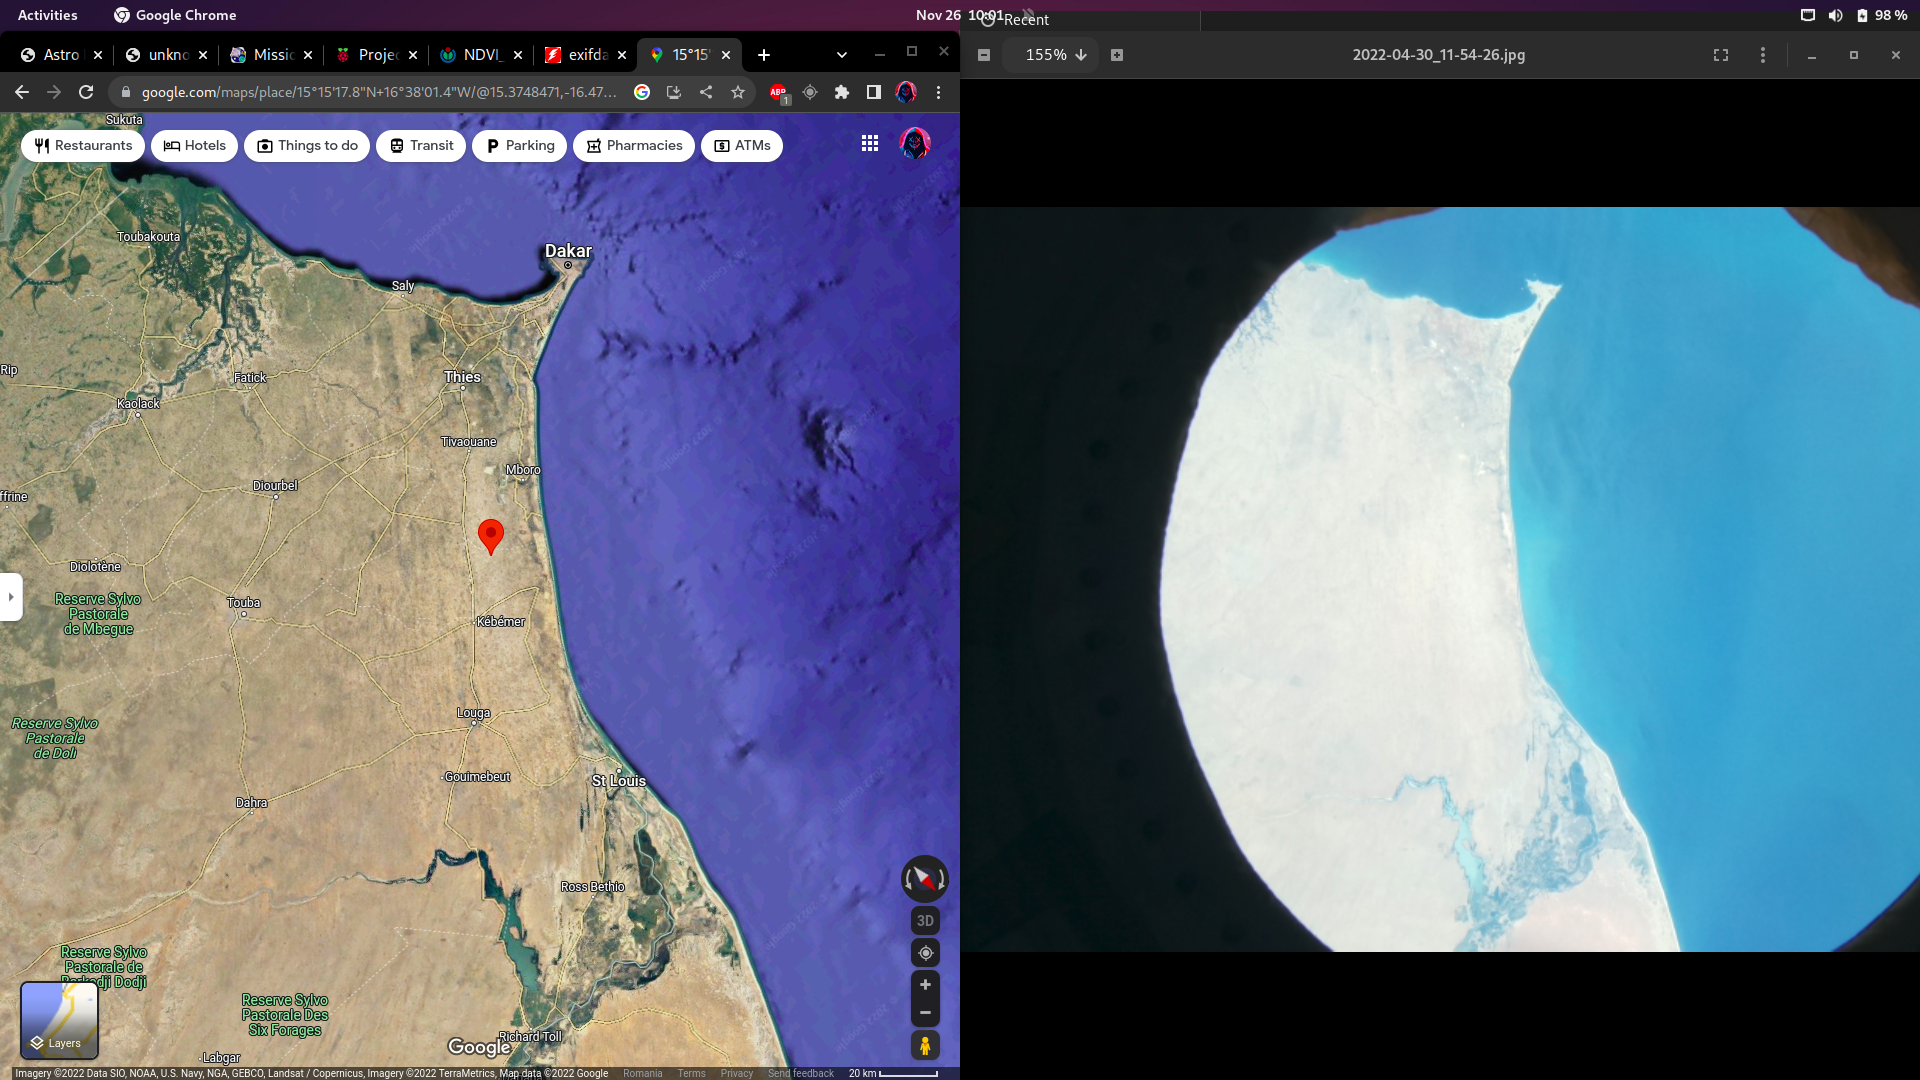 Activities
Google Chrome
Nov 26 10:01
98 %
Recent
Astro
unkno
Missio
Projec
NDVI_
exifda
15°15'
155%
2022-04-30_11-54-26.jpg
google.com/maps/place/15°15'17.8"N+16°38'01.4"W/@15.3748471,-16.47...
ABP
1
Sukuta
Restaurants
Hotels
Things to do
Transit
Parking
Pharmacies
ATMs
Toubakouta
Dakar
Saly
Rip
Fatick
Thies
Kaolack
Tivaouane
Mboro
Diourbel
ffrine
Diolotène
Reserve Sylvo
Pastorale
de Mbegue
Touba
Kébémer
Reserve Sylvo
Pastorale
de Doli
Louga
Gouimebeut
St Louis
Dahra
Ross Bethio
3D
Reserve Sylvo
Pastorale de
Barkedji Dodji
Reserve Sylvo
Pastorale Des
Six Forages
Layers
Google
Richard Toll
Labgar
Imagery ©2022 Data SIO, NOAA, U.S. Navy, NGA, GEBCO, Landsat / Copernicus, Imagery ©2022 TerraMetrics, Map data ©2022 Google
Romania
Terms
Privacy
Send feedback
20 km